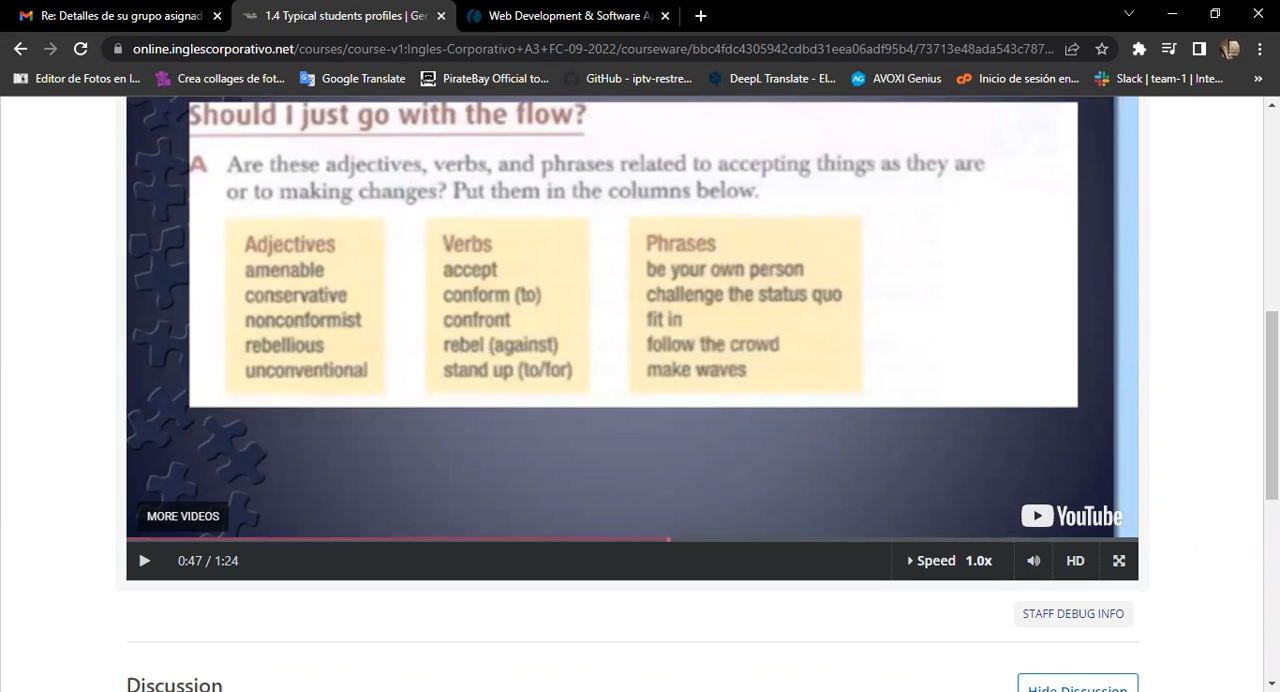 Re: Detalles de su grupo asignad
1.4 Typical students profiles | Ger
Web Development & Software A
online.inglescorporativo.net/courses/course-v1:Ingles-Corporativo+A3+FC-09-2022/courseware/bbc4fdc4305942cdbd31eea06adf95b4/73713e48ada543c787...
Editor de Fotos en l...
Crea collages de fot...
Google Translate
PirateBay Official to...
GitHub - iptv-restre...
DeepL Translate - El...
AVOXI Genius
Inicio de sesión en...
Slack | team-1 | Inte...
Should I just go with the flow?
A Are these adjectives, verbs, and phrases related to accepting things as they are
or to making changes? Put them in the columns below.
Adjectives
amenable
conservative
nonconformist
rebellious
unconventional
Verbs
accept
conform (to)
confront
rebel (against)
stand up (to/for)
Phrases
be your own person
challenge the status quo
fit in
follow the crowd
make waves
MORE VIDEOS
YouTube
0:47 / 1:24
Speed 1.0x
HD
STAFF DEBUG INFO
Discussion
Hide Discussion